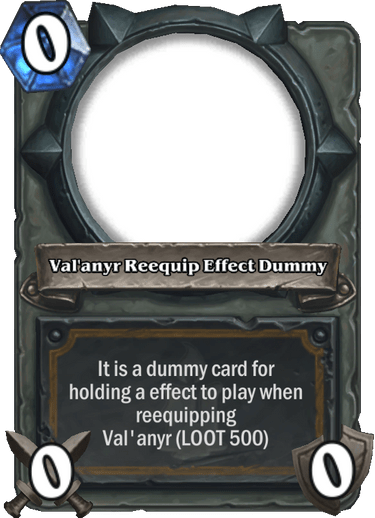 0
Val'anyr Reequip Effect Dummy
It is a dummy card for
holding a effect to play when
reequipping
Val'anyr (LOOT 500)
0
0